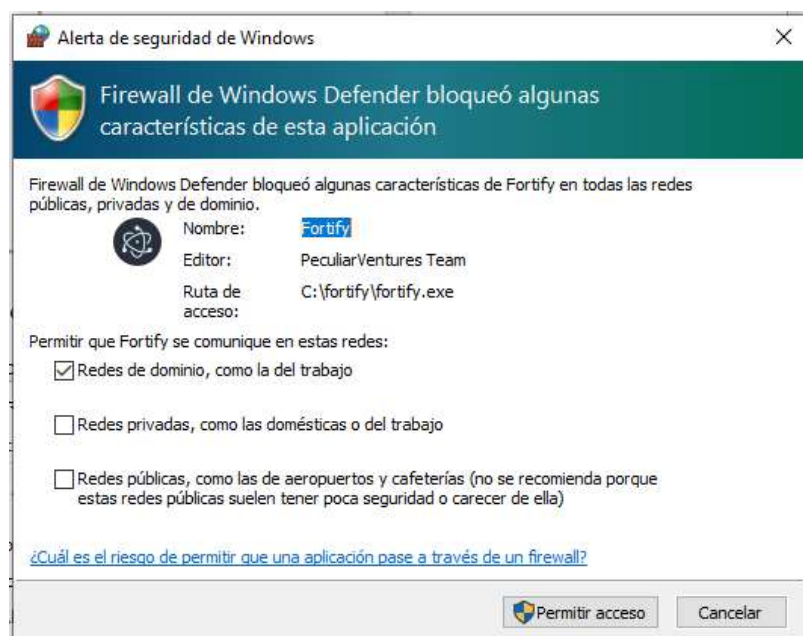 Alerta de seguridad de Windows
Firewall de Windows Defender bloqueó algunas
características de esta aplicación
Firewall de Windows Defender bloqueó algunas características de Fortify en todas las redes
públicas, privadas y de dominio.
Nombre: Fortify
Editor: PeculiarVentures Team
Ruta de C:\fortify\fortify.exe
acceso:
Permitir que Fortify se comunique en estas redes:
Redes de dominio, como la del trabajo
Redes privadas, como las domésticas o del trabajo
Redes públicas, como las de aeropuertos y cafeterías (no se recomienda porque
estas redes públicas suelen tener poca seguridad o carecer de ella)
¿Cuál es el riesgo de permitir que una aplicación pase a través de un firewall?
Permitir acceso Cancelar